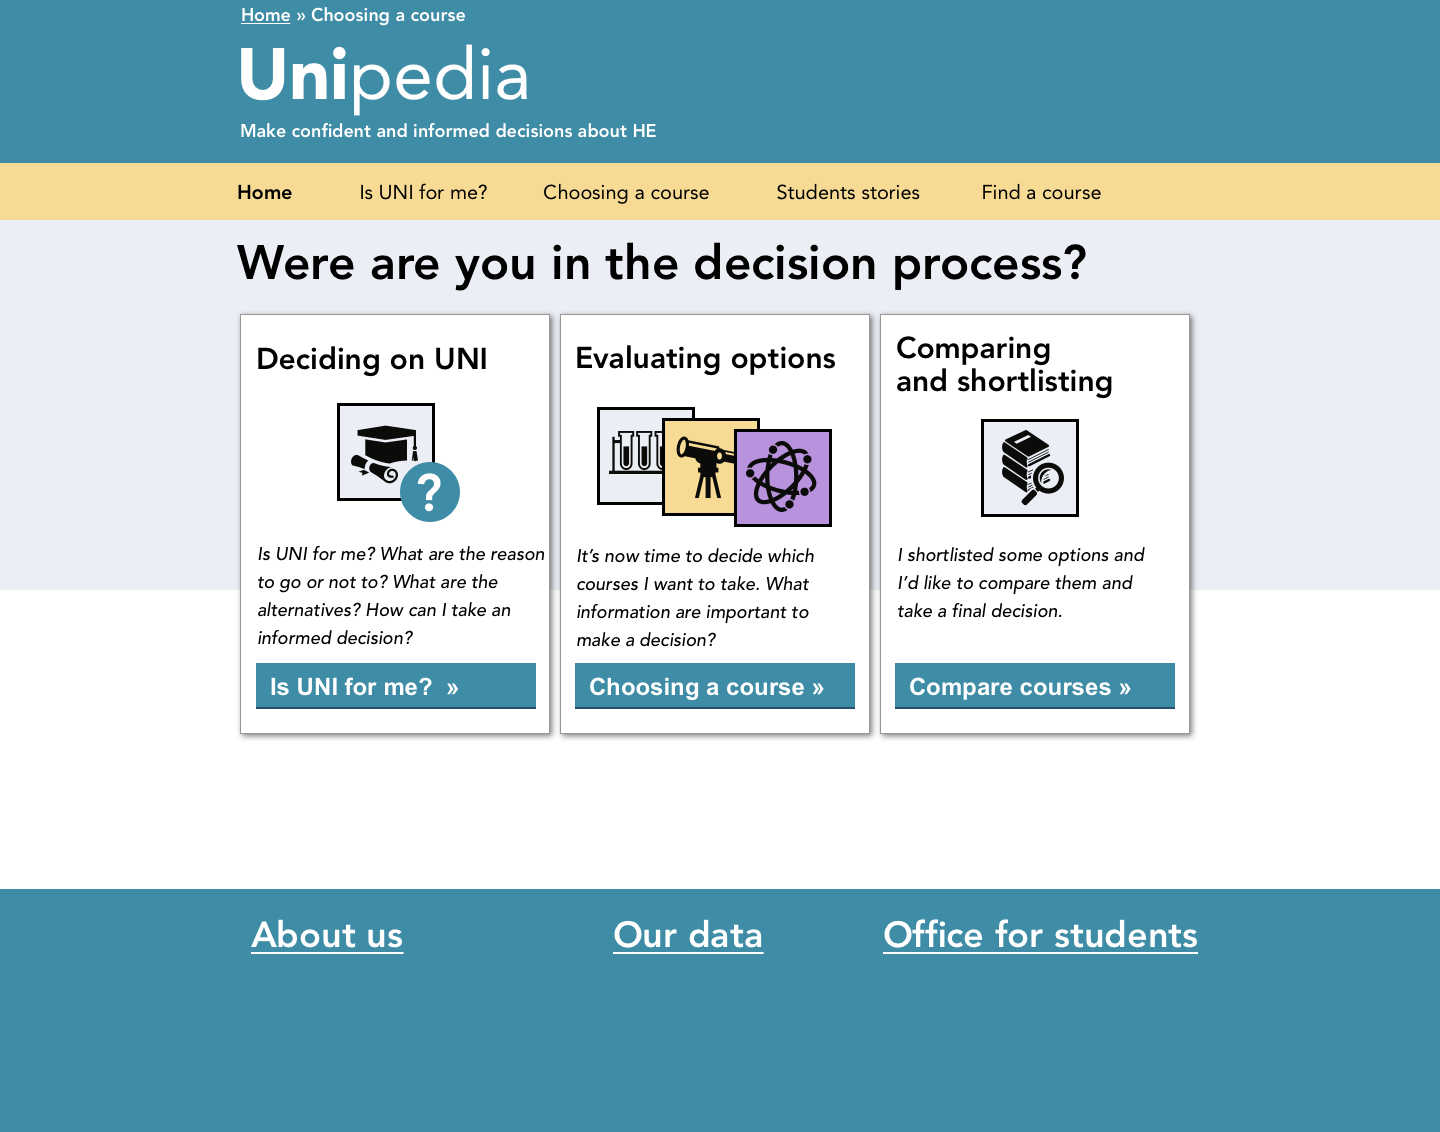 Home » Choosing a course
Unipedia
Make confident and informed decisions about HE
Home Is UNI for me? Choosing a course Students stories Find a course
Were are you in the decision process?
Deciding on UNI
?
Is UNI for me? What are the reason
to go or not to? What are the
alternatives? How can I take an
informed decision?
Is UNI for me? »
Evaluating options
It’s now time to decide which
courses I want to take. What
information are important to
make a decision?
Choosing a course »
Comparing
and shortlisting
I shortlisted some options and
I’d like to compare them and
take a final decision.
Compare courses »
About us Our data Office for students